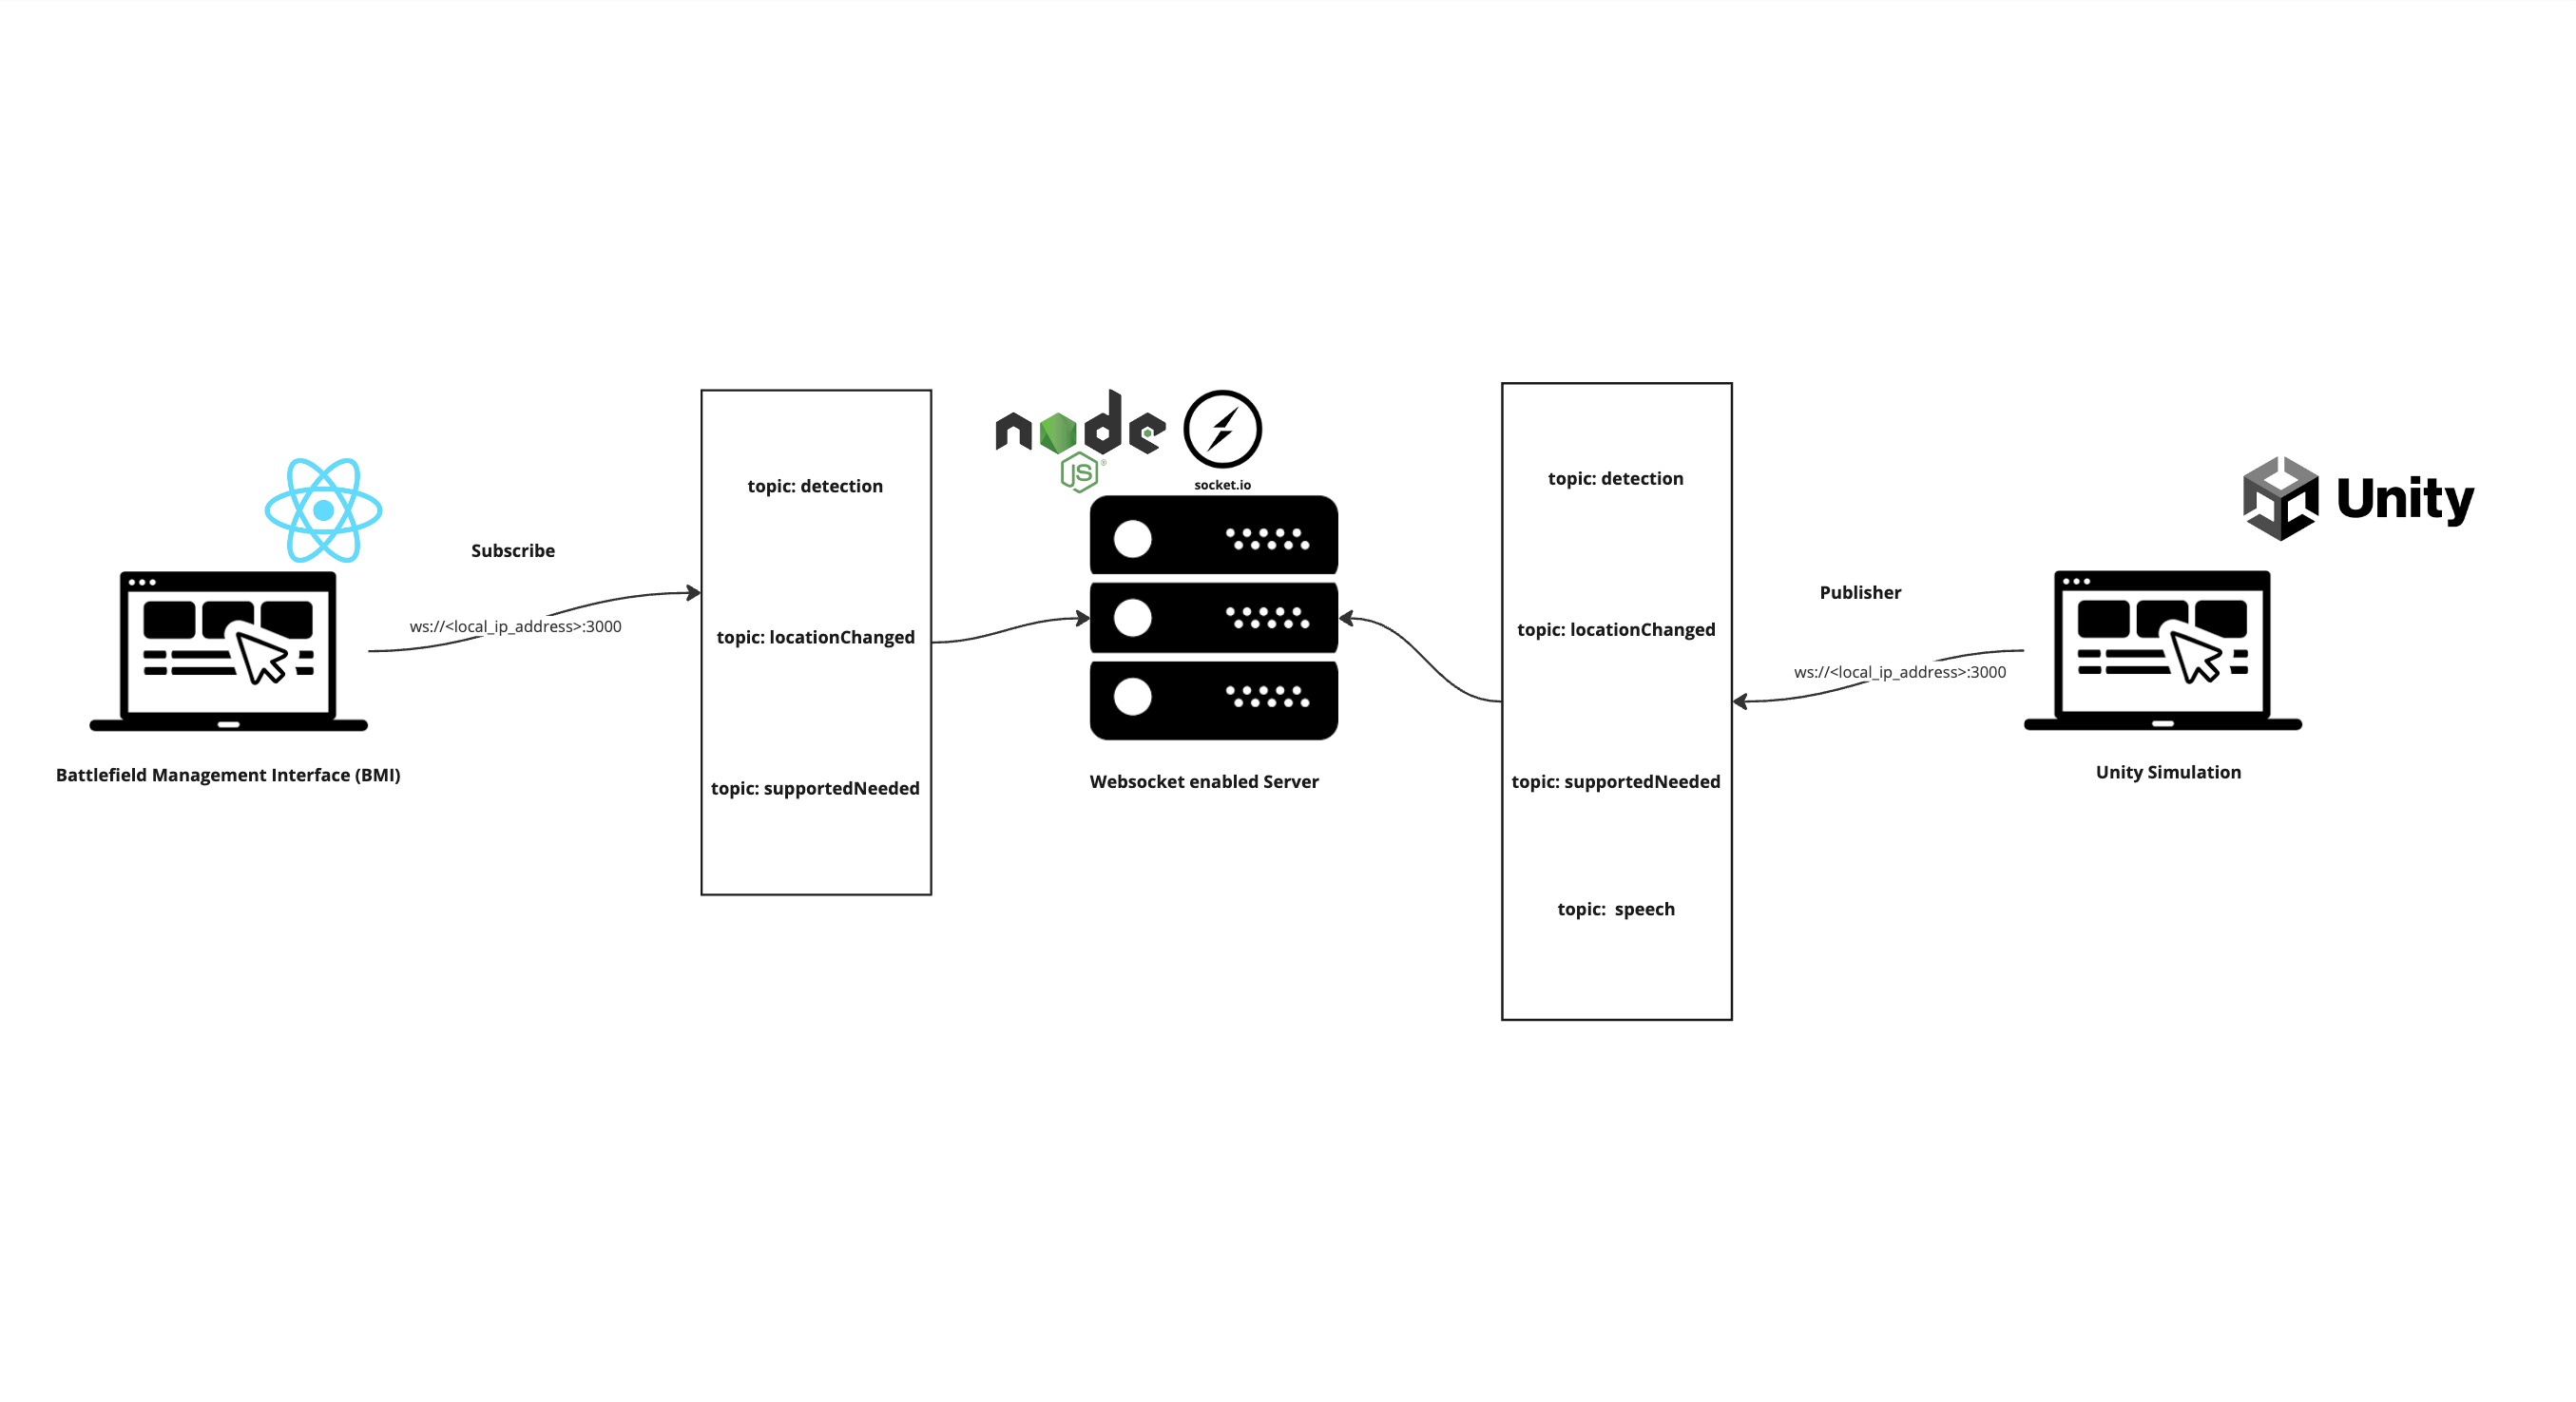 Subscribe
ws://<local_ip_address>:3000
Battlefield Management Interface (BMI)
topic: detection
topic: locationChanged
topic: supportedNeeded
node
JS
®
socket.io
Websocket enabled Server
topic: detection
topic: locationChanged
topic: supportedNeeded
topic: speech
Publisher
ws://<local_ip_address>:3000
Unity
Unity Simulation